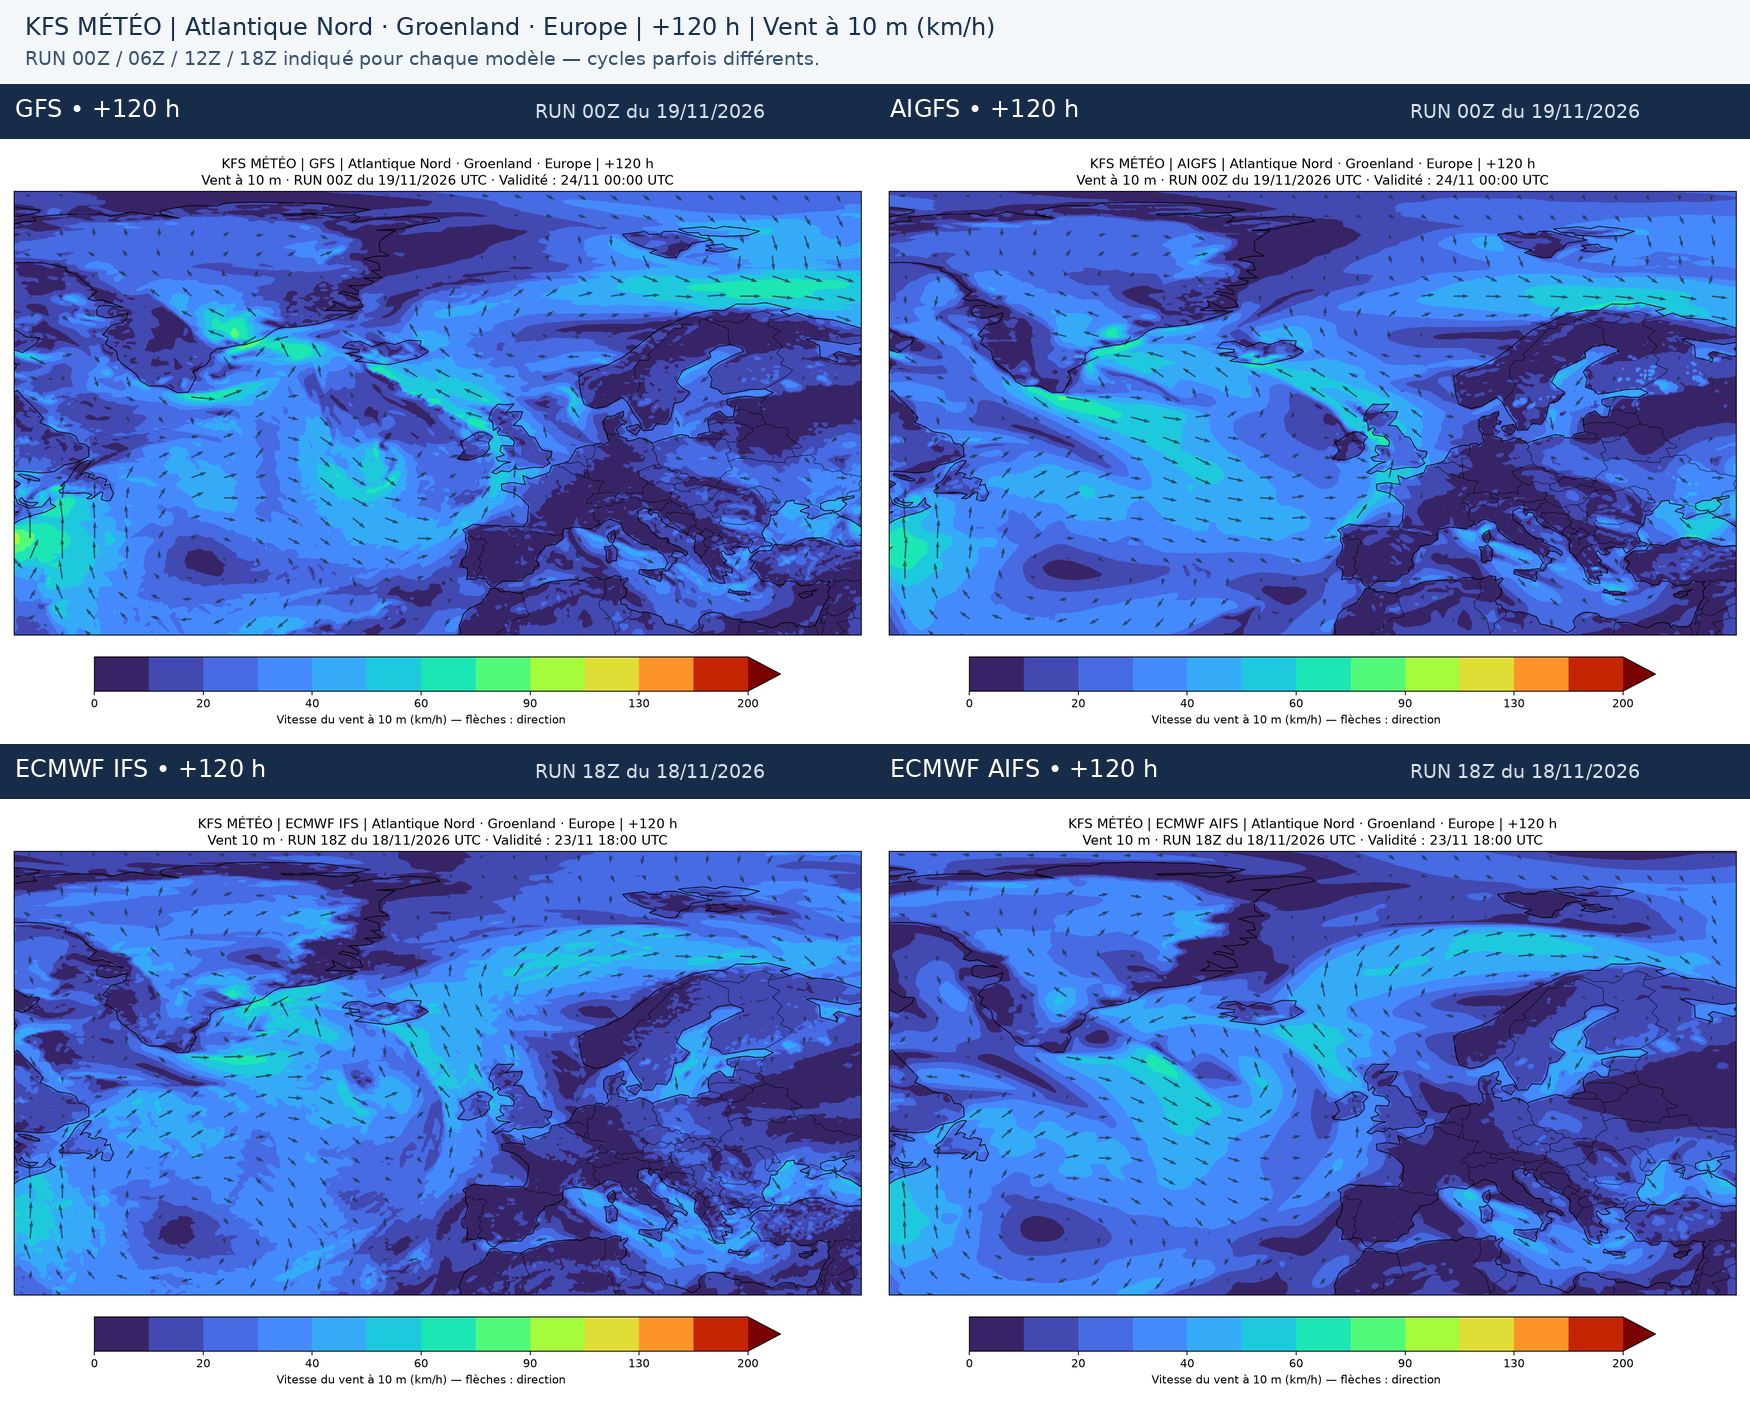 KFS MÉTÉO | Atlantique Nord · Groenland · Europe | +120 h | Vent à 10 m (km/h)
RUN 00Z / 06Z / 12Z / 18Z indiqué pour chaque modèle — cycles parfois différents.
GFS • +120 h
RUN 00Z du 19/11/2026
AIGFS • +120 h
RUN 00Z du 19/11/2026
KFS MÉTÉO | GFS | Atlantique Nord · Groenland · Europe | +120 h
Vent à 10 m · RUN 00Z du 19/11/2026 UTC · Validité : 24/11 00:00 UTC
KFS MÉTÉO | AIGFS | Atlantique Nord · Groenland · Europe | +120 h
Vent à 10 m · RUN 00Z du 19/11/2026 UTC · Validité : 24/11 00:00 UTC
0 20 40 60 90 130 200
Vitesse du vent à 10 m (km/h) — flèches : direction
0 20 40 60 90 130 200
Vitesse du vent à 10 m (km/h) — flèches : direction
ECMWF IFS • +120 h
RUN 18Z du 18/11/2026
ECMWF AIFS • +120 h
RUN 18Z du 18/11/2026
KFS MÉTÉO | ECMWF IFS | Atlantique Nord · Groenland · Europe | +120 h
Vent 10 m · RUN 18Z du 18/11/2026 UTC · Validité : 23/11 18:00 UTC
KFS MÉTÉO | ECMWF AIFS | Atlantique Nord · Groenland · Europe | +120 h
Vent 10 m · RUN 18Z du 18/11/2026 UTC · Validité : 23/11 18:00 UTC
0 20 40 60 90 130 200
Vitesse du vent à 10 m (km/h) — flèches : direction
0 20 40 60 90 130 200
Vitesse du vent à 10 m (km/h) — flèches : direction